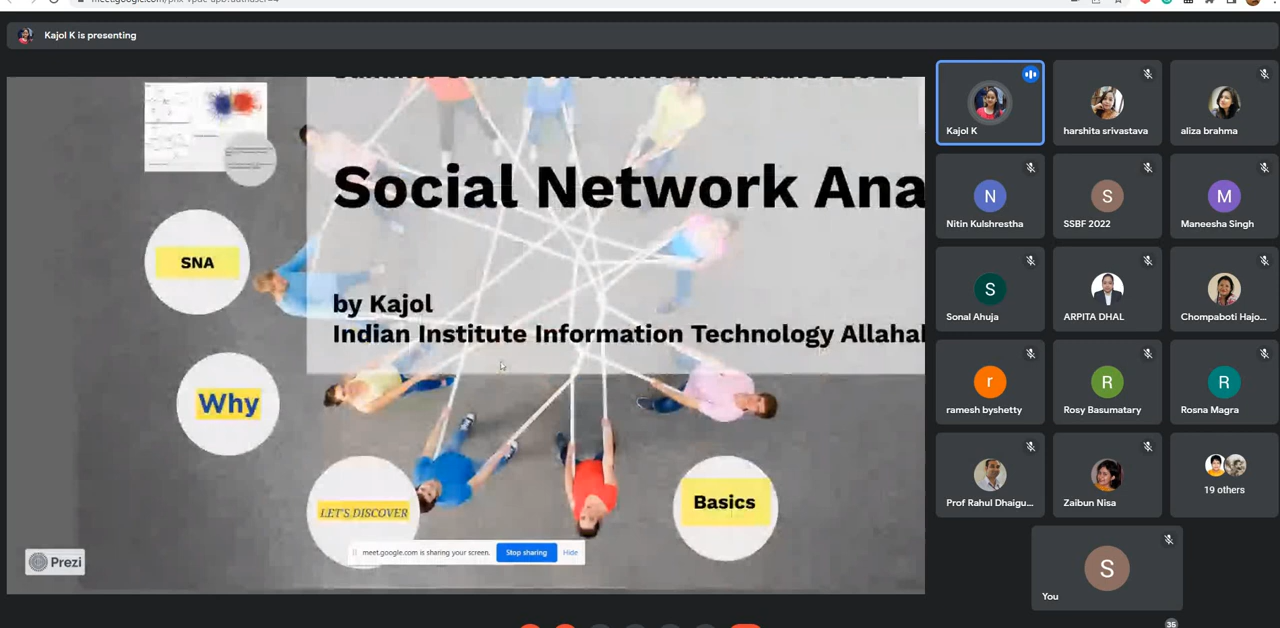 Kajol K is presenting
Social Network Ana
by Kajol
Indian Institute Information Technology Allahal
SNA
Why
LET'S DISCOVER
Basics
meet.google.com is sharing your screen.
Stop sharing
Hide
Prezi
Kajol K
harshita srivastava
aliza brahma
N
Nitin Kulshrestha
S
SSBF 2022
M
Maneesha Singh
S
Sonal Ahuja
ARPITA DHAL
Chompaboti Hajo...
r
ramesh byshetty
R
Rosy Basumatary
R
Rosna Magra
Prof Rahul Dhaigu...
Zaibun Nisa
19 others
S
You
35